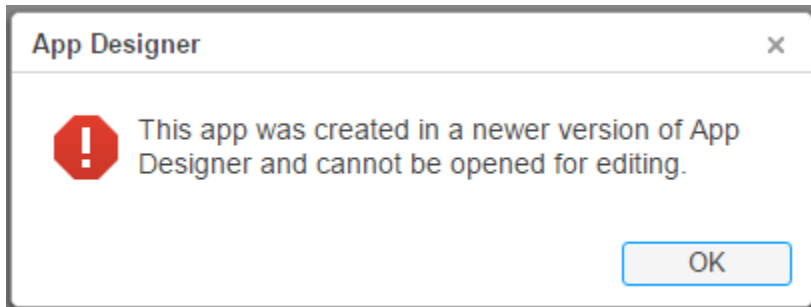 App Designer
This app was created in a newer version of App
Designer and cannot be opened for editing.
OK